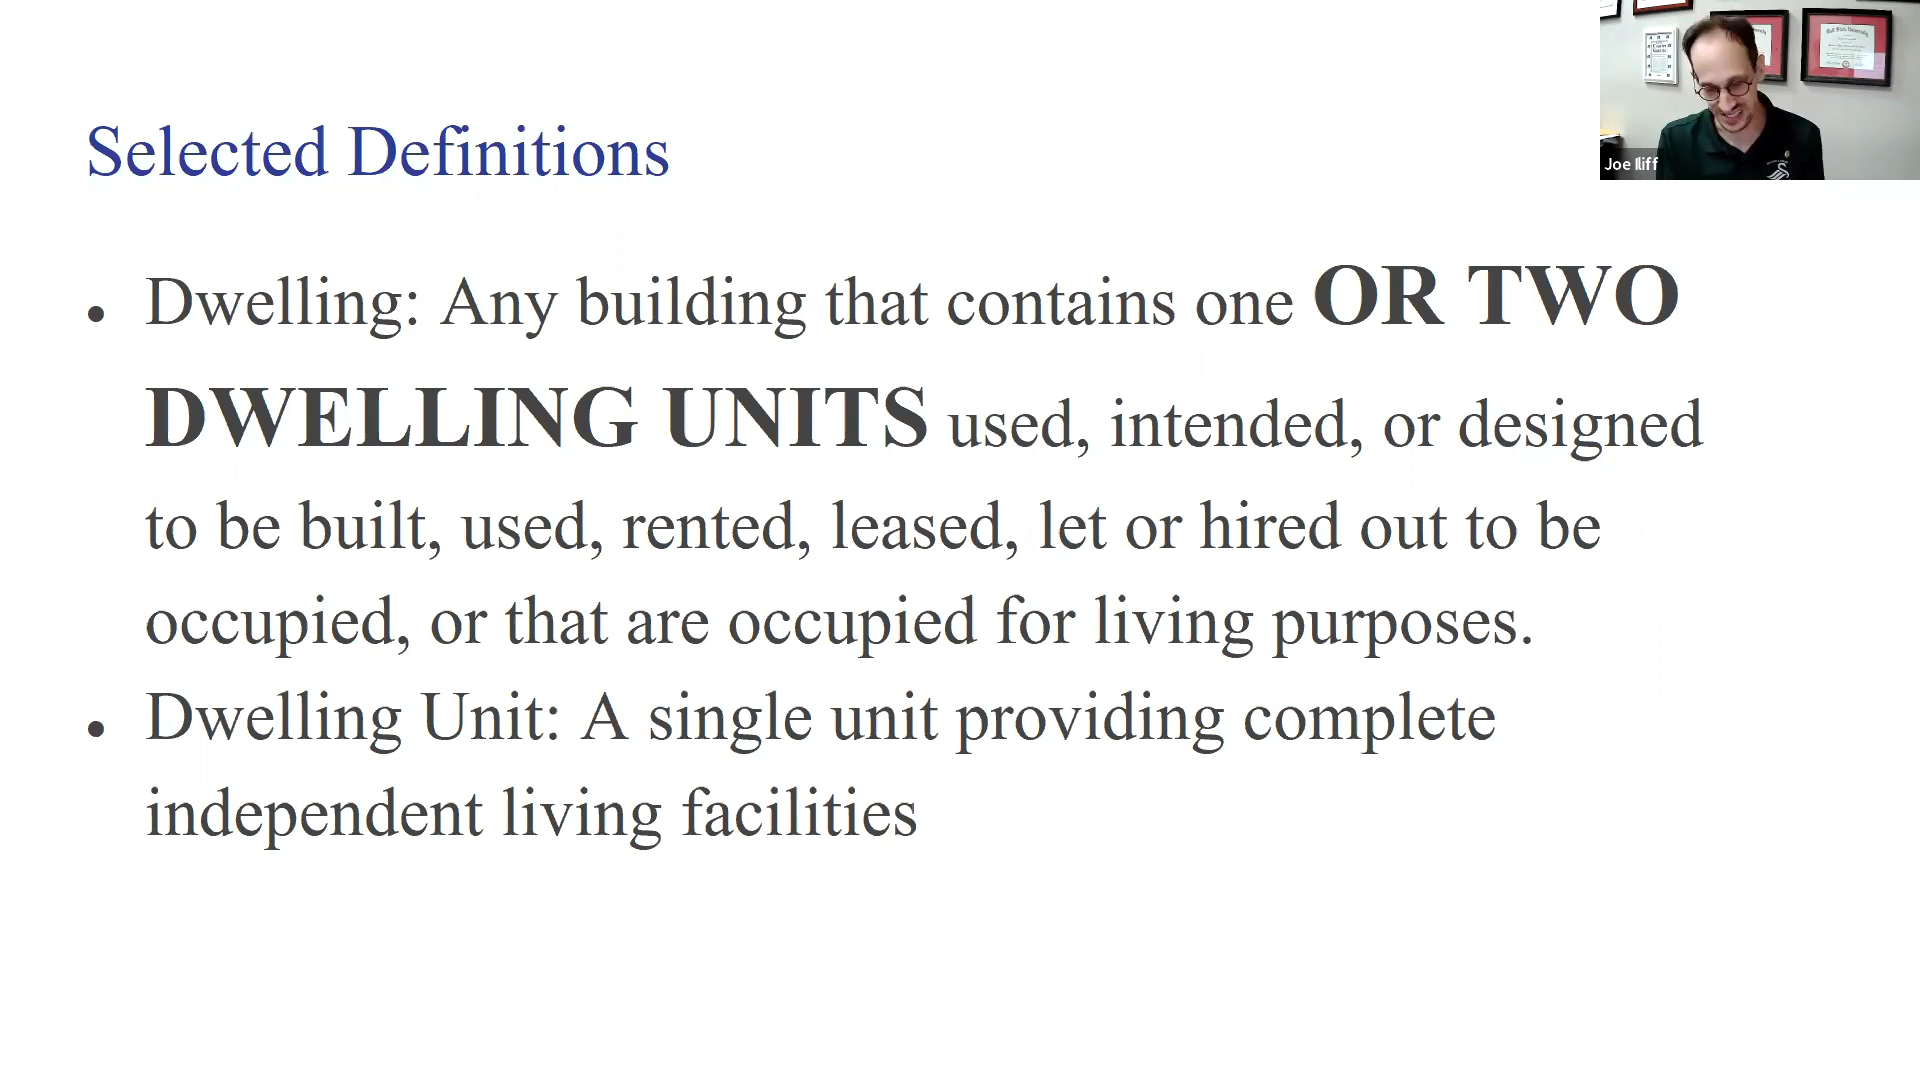 Selected Definitions
Joe Iliff
• Dwelling: Any building that contains one OR TWO
DWELLING UNITS used, intended, or designed
to be built, used, rented, leased, let or hired out to be
occupied, or that are occupied for living purposes.
• Dwelling Unit: A single unit providing complete
independent living facilities